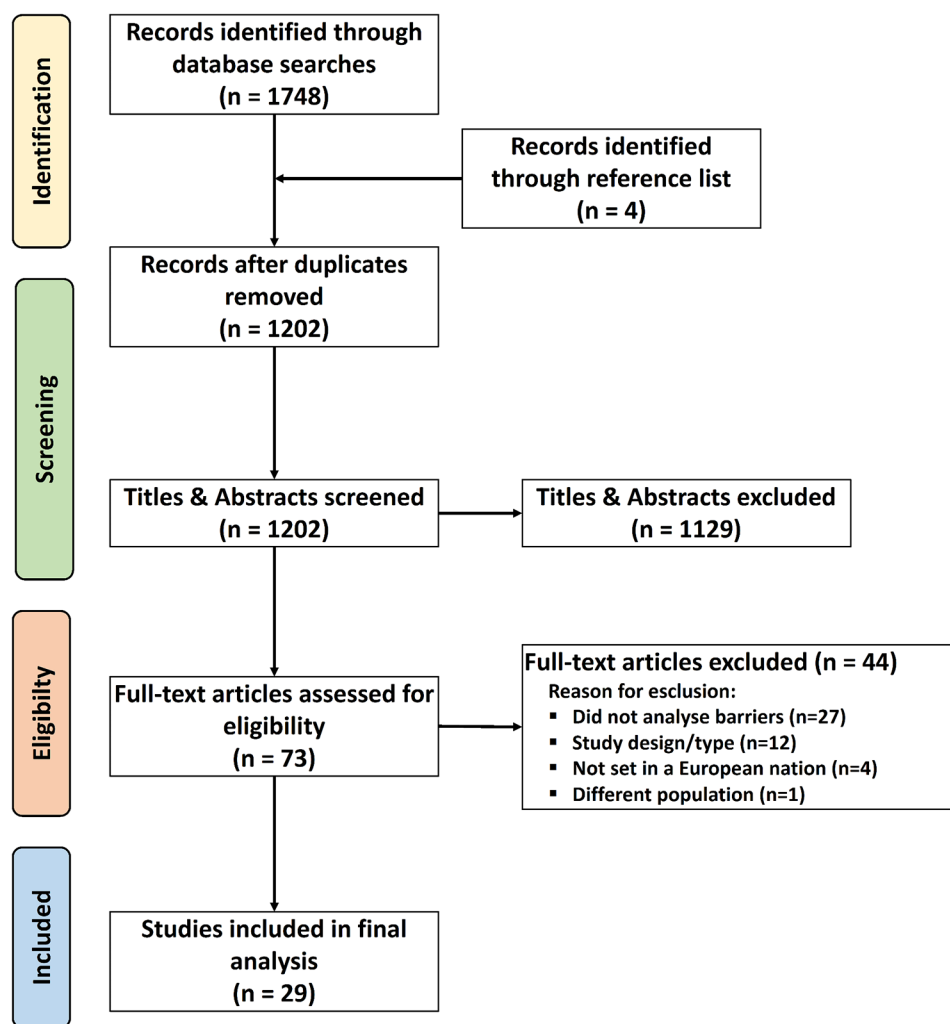 Identification
Records identified through
database searches
(n = 1748)
Records identified
through reference list
(n = 4)
Screening
Records after duplicates
removed
(n = 1202)
Titles & Abstracts screened
(n = 1202)
Titles & Abstracts excluded
(n = 1129)
Eligibilty
Full-text articles assessed for
eligibility
(n = 73)
Full-text articles excluded (n = 44)
Reason for esclusion:
▪ Did not analyse barriers (n=27)
▪ Study design/type (n=12)
▪ Not set in a European nation (n=4)
▪ Different population (n=1)
Included
Studies included in final
analysis
(n = 29)